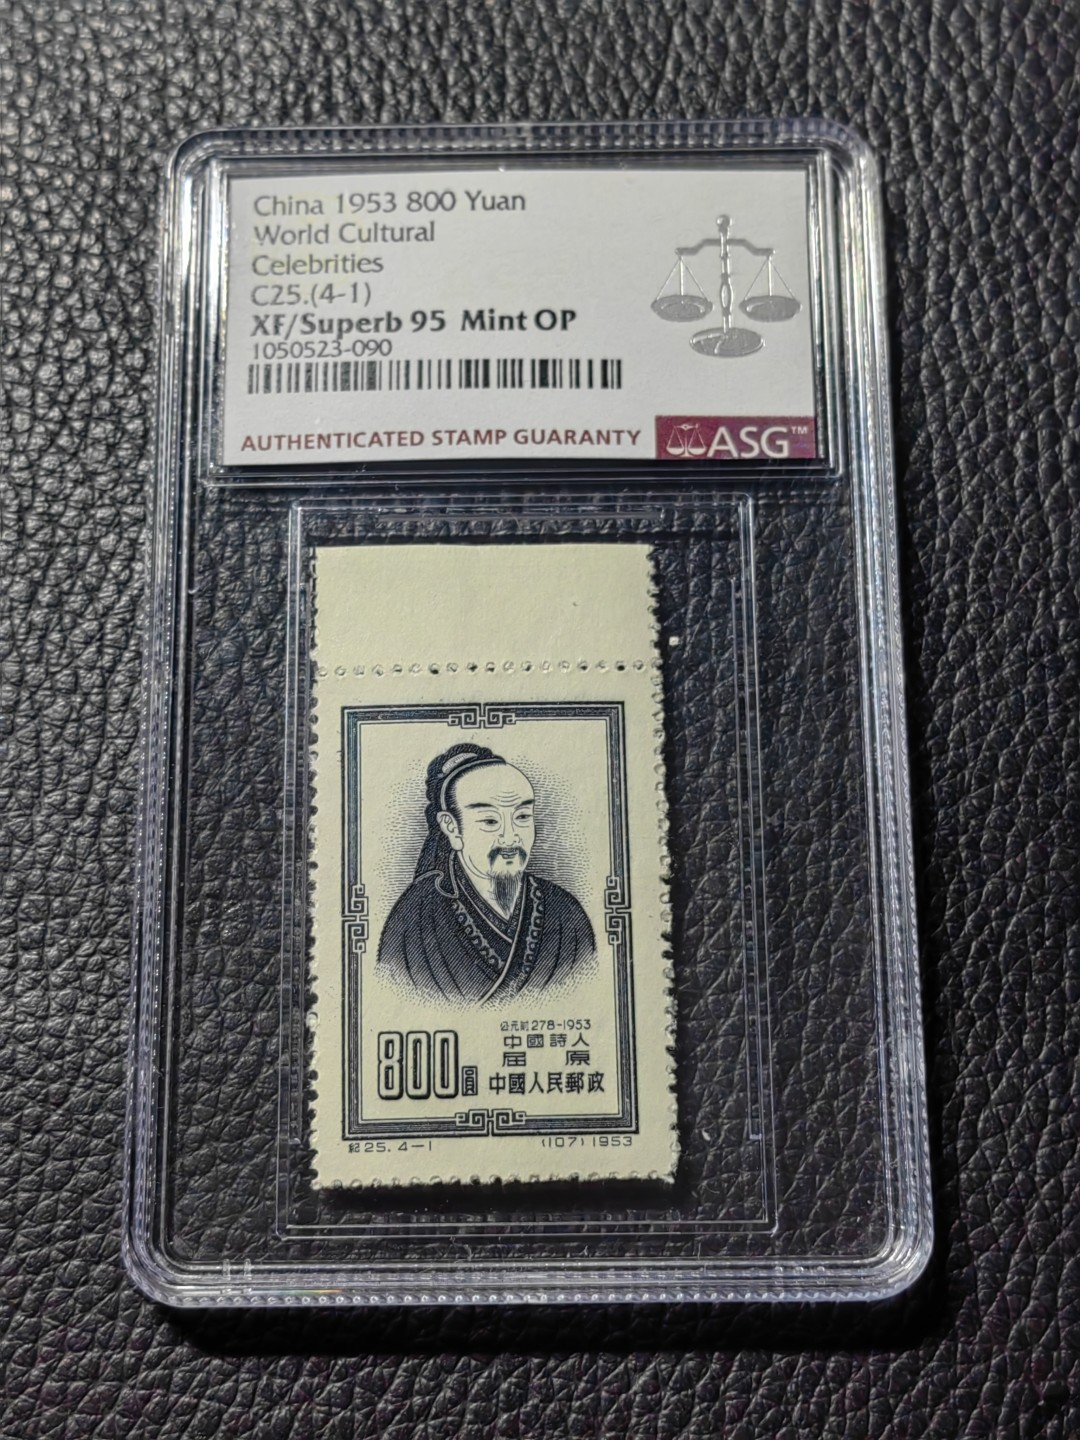 China 1953 800 Yuan
World Cultural
Celebrities
C25.(4-1)
XF/Superb 95 Mint OP
1050523-090
AUTHENTICATED STAMP GUARANTY
ASG™
公元前278-1953
中國詩人
屈原
800圓 中國人民郵政
紀25.4-1 (107) 1953